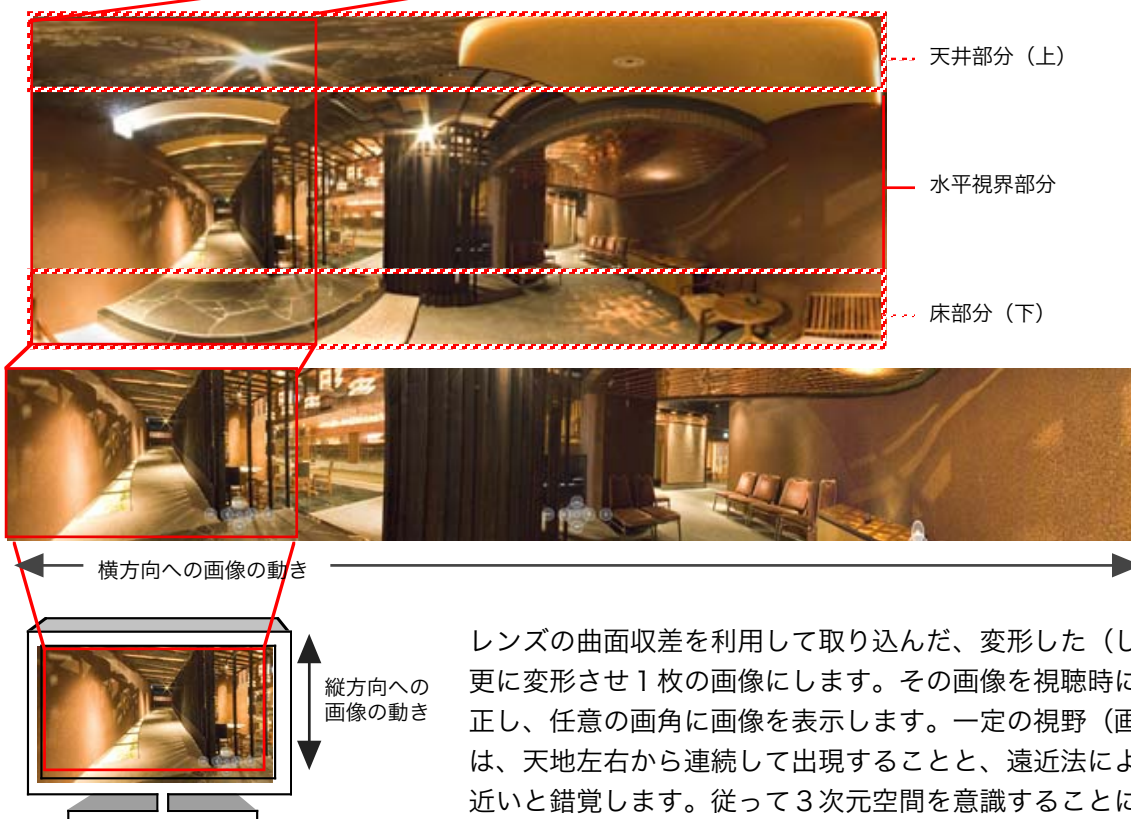 天井部分（上）
水平視界部分
床部分（下）
横方向への画像の動き
縦方向への
画像の動き
レンズの曲面収差を利用して取り込んだ、変形した（し
更に変形させ１枚の画像にします。その画像を視聴時に
正し、任意の画角に画像を表示します。一定の視野（画
は、天地左右から連続して出現することと、遠近法によ
近いと錯覚します。従って３次元空間を意識することに